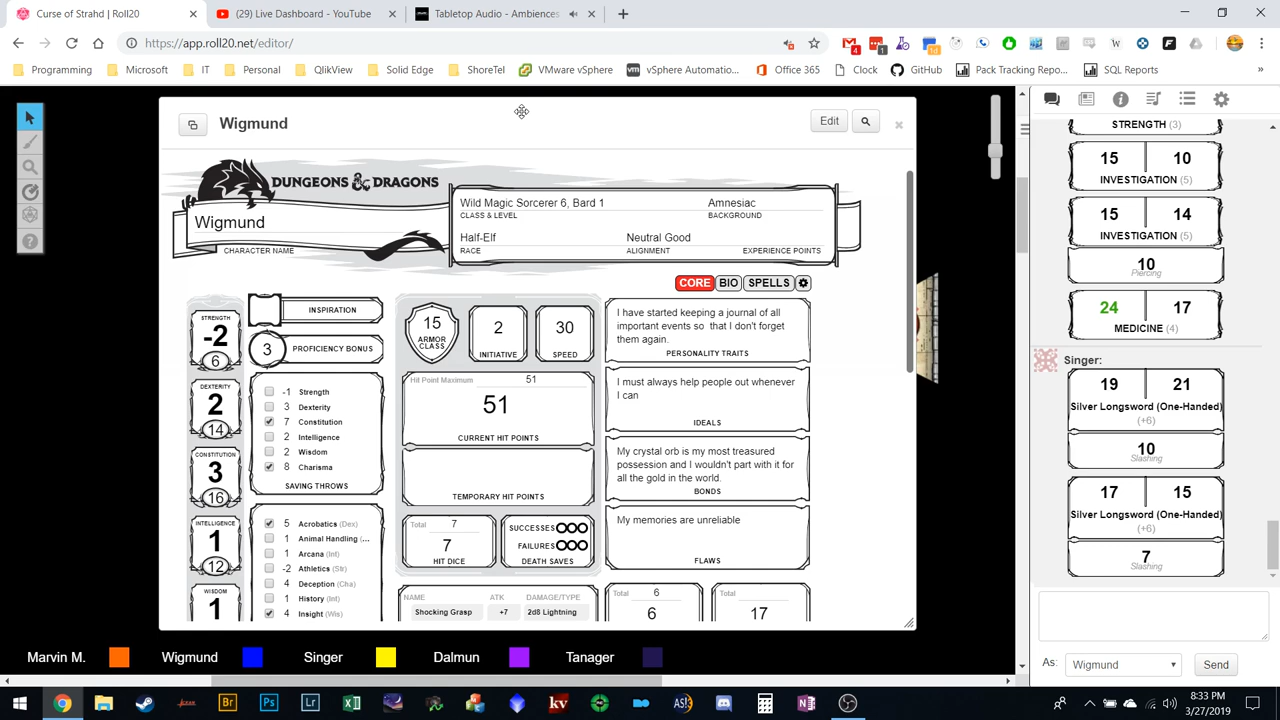 Curse of Strahd | Roll20
(29) Live Dashboard - YouTube
Tabletop Audio - Ambiences
https://app.roll20.net/editor/
Programming
Microsoft
IT
Personal
QlikView
Solid Edge
ShoreTel
VMware vSphere
vSphere Automatio...
Office 365
Clock
GitHub
Pack Tracking Repo...
SQL Reports
Wigmund
Edit
DUNGEONS & DRAGONS
Wigmund
CHARACTER NAME
Wild Magic Sorcerer 6, Bard 1
Amnesiac
CLASS & LEVEL
BACKGROUND
Half-Elf
Neutral Good
RACE
ALIGNMENT
EXPERIENCE POINTS
CORE
BIO
SPELLS
STRENGTH
-2
6
DEXTERITY
2
14
CONSTITUTION
3
16
INTELLIGENCE
1
12
WISDOM
1
INSPIRATION
3
PROFICIENCY BONUS
-1 Strength
3 Dexterity
7 Constitution
2 Intelligence
2 Wisdom
8 Charisma
SAVING THROWS
5 Acrobatics (Dex)
1 Animal Handling (...
1 Arcana (Int)
-2 Athletics (Str)
4 Deception (Cha)
1 History (Int)
4 Insight (Wis)
15
ARMOR
CLASS
2
INITIATIVE
30
SPEED
Hit Point Maximum 51
51
CURRENT HIT POINTS
TEMPORARY HIT POINTS
Total 7
7
HIT DICE
SUCCESSES
FAILURES
DEATH SAVES
NAME
ATK
DAMAGE/TYPE
Shocking Grasp
+7
2d8 Lightning
I have started keeping a journal of all
important events so that I don't forget
them again.
PERSONALITY TRAITS
I must always help people out whenever
I can
IDEALS
My crystal orb is my most treasured
possession and I wouldn't part with it for
all the gold in the world.
BONDS
My memories are unreliable
FLAWS
Total 6
6
Total
17
STRENGTH (3)
15 10
INVESTIGATION (5)
15 14
INVESTIGATION (5)
10
Piercing
24 17
MEDICINE (4)
Singer:
19 21
Silver Longsword (One-Handed)
(+6)
10
Slashing
17 15
Silver Longsword (One-Handed)
(+6)
7
Slashing
As:
Wigmund
Send
Marvin M.
Wigmund
Singer
Dalmun
Tanager
8:33 PM
3/27/2019